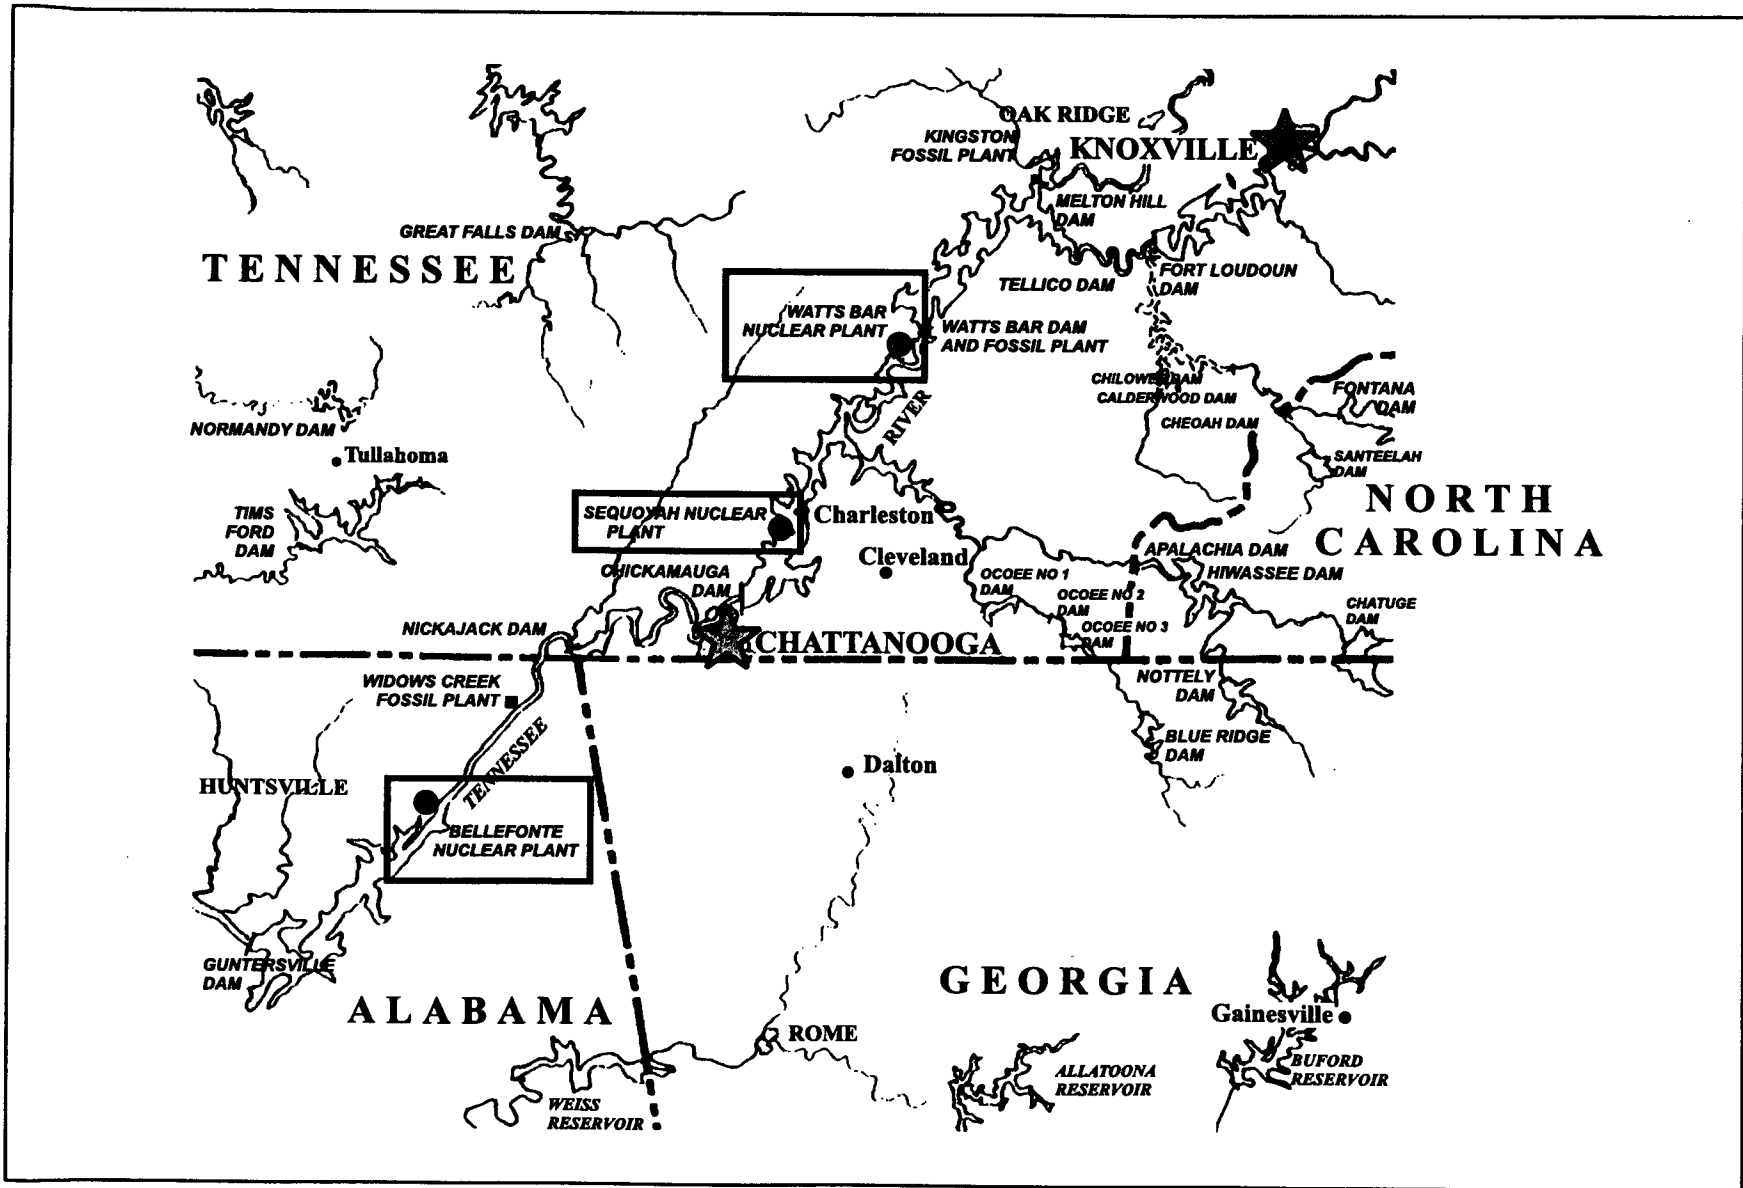 OAK RIDGE
KINGSTON
FOSSIL PLANT
KNOXVILLE
MELTON HILL
DAM
GREAT FALLS DAM
TENNESSEE
TELLICO DAM
FORT LOUDOUN
DAM
WATTS BAR
NUCLEAR PLANT
WATTS BAR DAM
AND FOSSIL PLANT
CALDERWOOD DAM
FONTANA
DAM
CHEOAH DAM
RIVER
NORMANDY DAM
Tullahoma
SANTEELAH
DAM
NORTH
CAROLINA
TIMS
FORD
DAM
SEQUOYAH NUCLEAR
PLANT
Charleston
Cleveland
APALACHIA DAM
HIWASSEE DAM
CHICKAMAUGA
DAM
OCOEE NO 1
DAM
OCOEE NO 2
DAM
OCOEE NO 3
DAM
CHATUGE
DAM
NICKAJACK DAM
CHATTANOOGA
WIDOWS CREEK
FOSSIL PLANT
NOTTELY
DAM
TENNESSEE
BLUE RIDGE
DAM
HUNTSVILLE
Dalton
BELLEFONTE
NUCLEAR PLANT
GUNTERSVILLE
DAM
GEORGIA
ALABAMA
Gainesville
ROME
ALLATOONA
RESERVOIR
BUFORD
RESERVOIR
WEISS
RESERVOIR